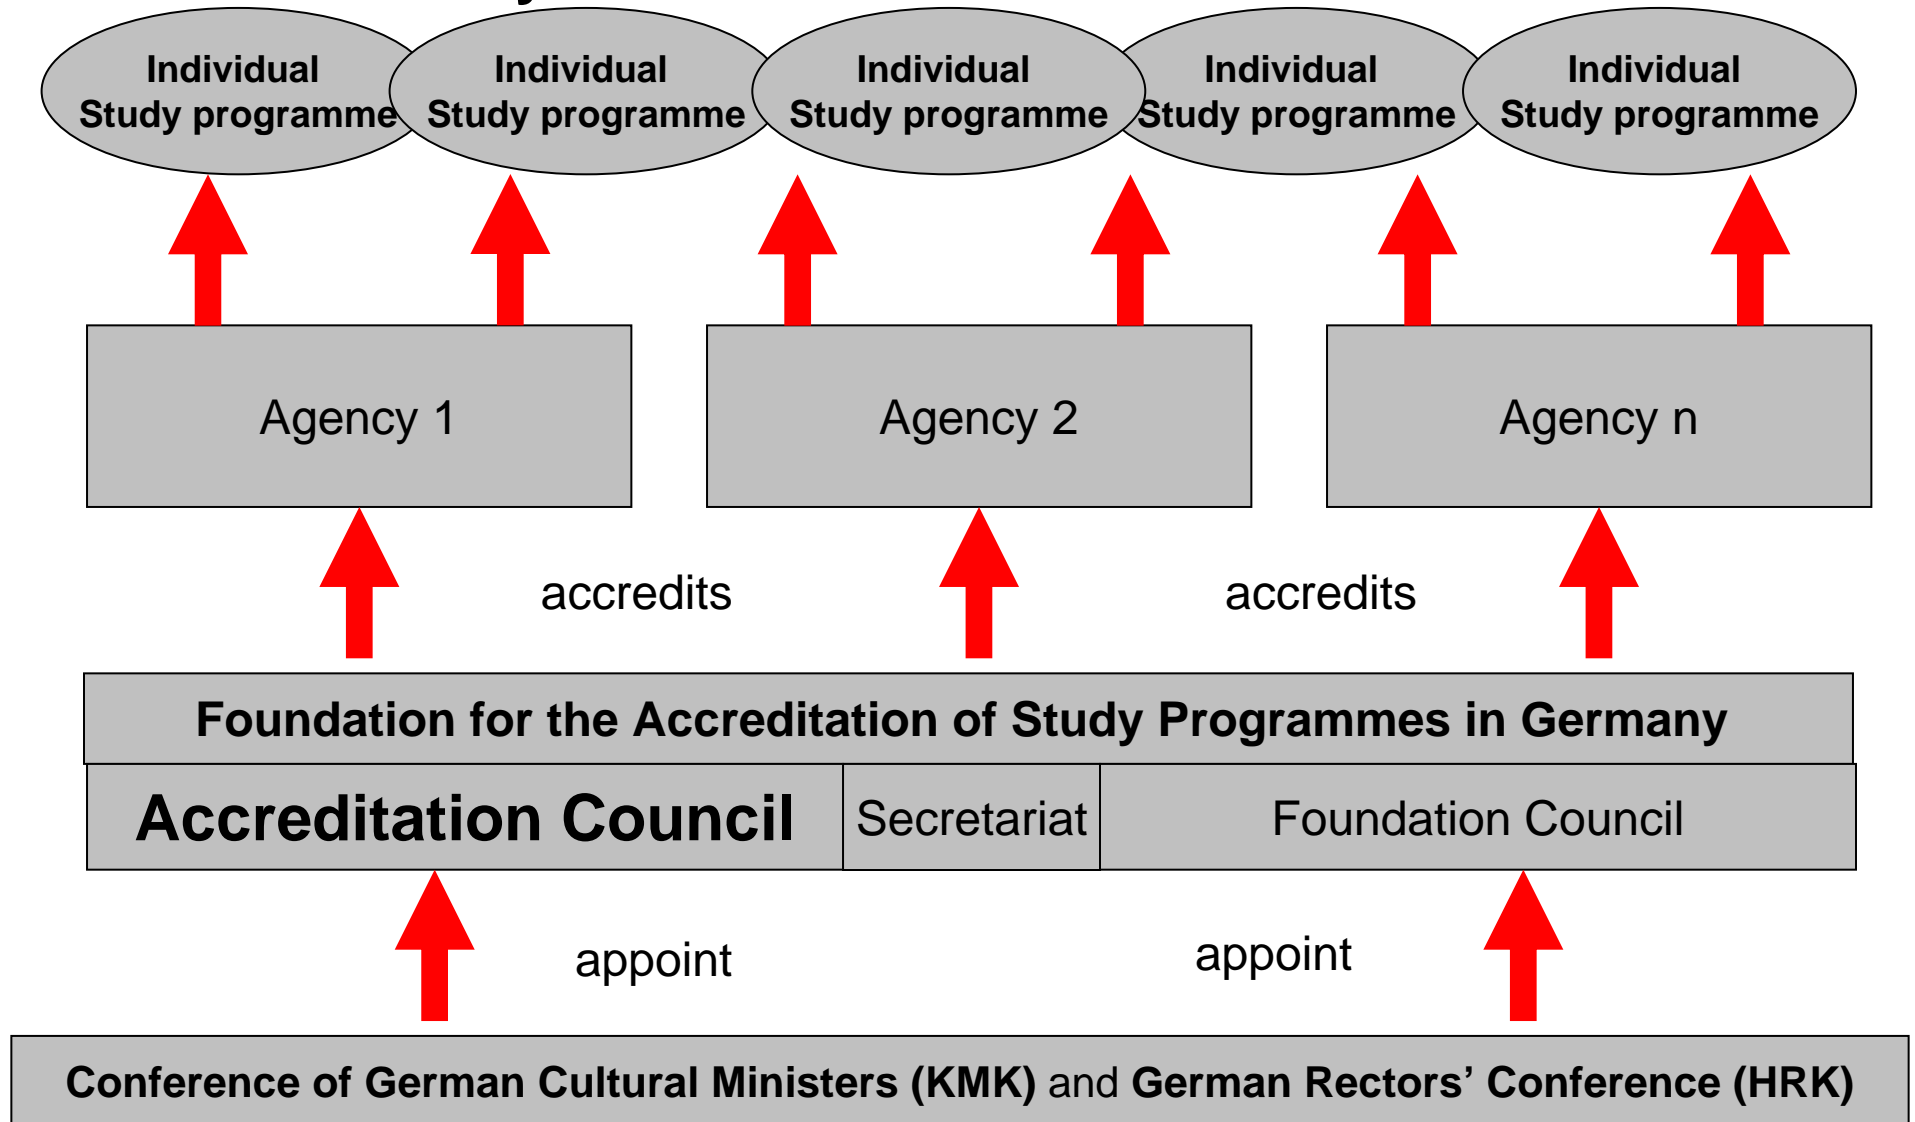 Individual
Study programme
Individual
Study programme
Individual
Study programme
Individual
Study programme
Individual
Study programme
Agency 1
Agency 2
Agency n
accredits
accredits
Foundation for the Accreditation of Study Programmes in Germany
Accreditation Council
Secretariat
Foundation Council
appoint
appoint
Conference of German Cultural Ministers (KMK) and German Rectors’ Conference (HRK)